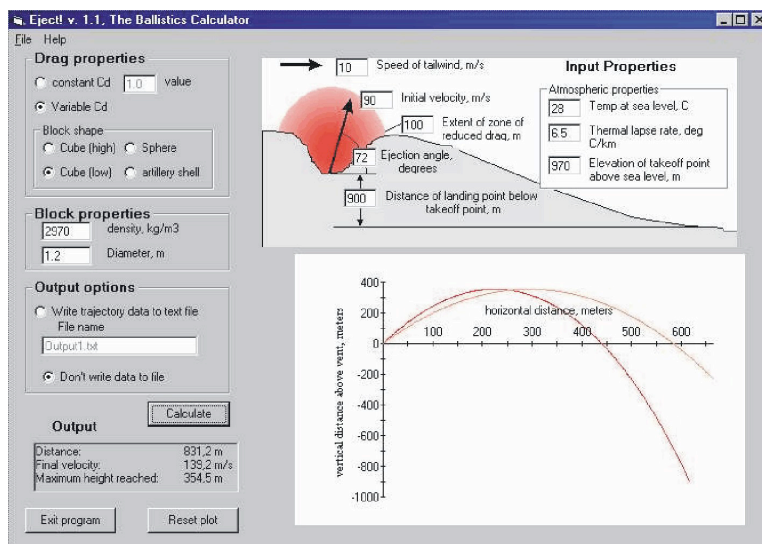 Eject! v. 1.1, The Ballistics Calculator
File Help
Drag properties
constant Cd 1.0 value
Variable Cd
Block shape
Cube (high) Sphere
Cube (low) artillery shell
Block properties
2970 density, kg/m3
1.2 Diameter, m
Output options
Write trajectory data to text file
File name
Output1.txt
Don't write data to file
Calculate
Output
Distance: 831,2 m
Final velocity: 139,2 m/s
Maximum height reached: 354,5 m
Exit program Reset plot
10 Speed of tailwind, m/s
90 Initial velocity, m/s
100 Extent of zone of
reduced drag, m
72 Ejection angle,
degrees
900 Distance of landing point below
takeoff point, m
Input Properties
Atmospheric properties
28 Temp at sea level, C
6.5 Thermal lapse rate, deg
C/km
970 Elevation of takeoff point
above sea level, m
vertical distance above vent, meters
400
200
0
-200
-400
-600
-800
-1000
horizontal distance, meters
100 200 300 400 500 600